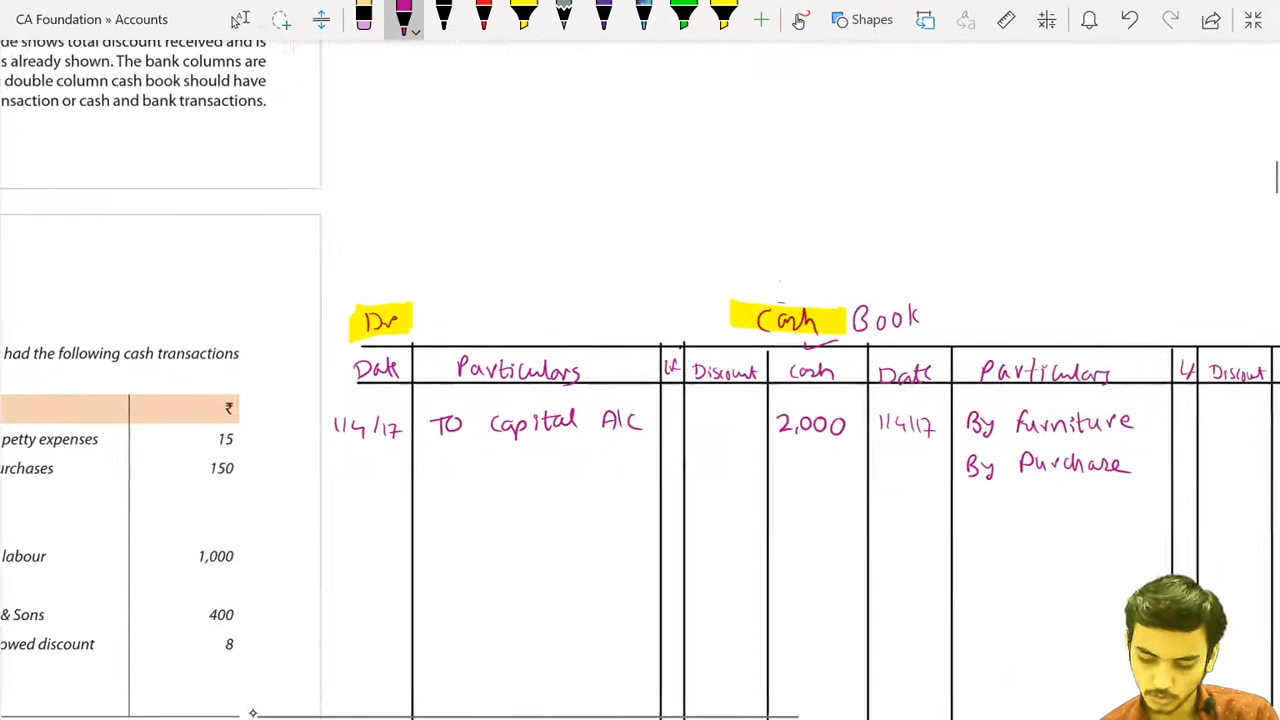 CA Foundation » Accounts
Shapes
de shows total discount received and is
s already shown. The bank columns are
double column cash book should have
nsaction or cash and bank transactions.
had the following cash transactions
₹
petty expenses 15
urchases 150
labour 1,000
& Sons 400
owed discount 8
Dr Cash Book
Date Particulars Lf Discount Cash Date Particulars Lf Discount
1/4/17 TO Capital A/C 2,000 1/4/17 By furniture
By Purchase